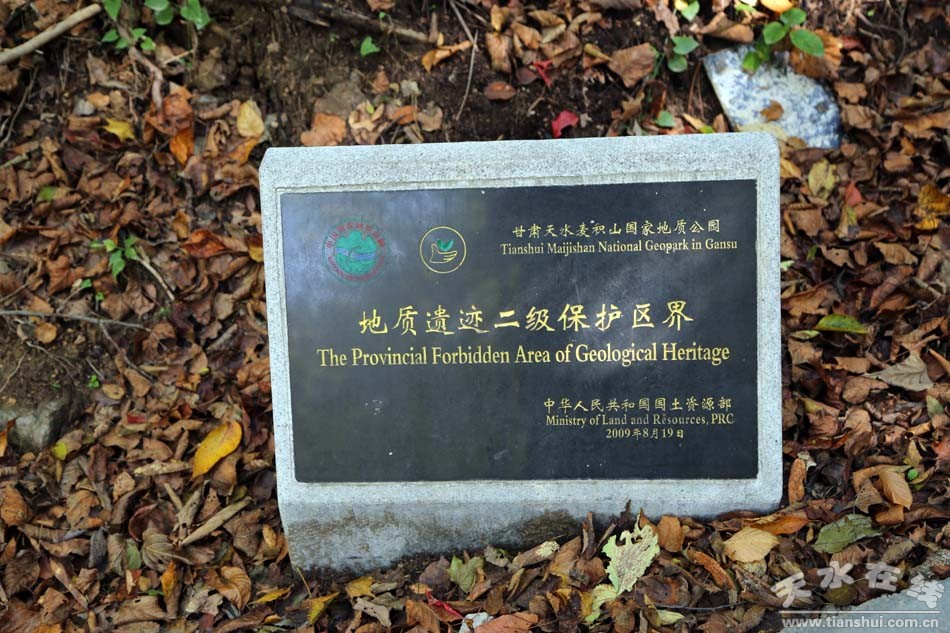 甘肃天水麦积山国家地质公园
Tianshui Maijishan National Geopark in Gansu
地质遗迹二级保护区界
The Provincial Forbidden Area of Geological Heritage
中华人民共和国国土资源部
Ministry of Land and Resources, PRC
2009年8月19日
天水在线
www.tianshui.com.cn